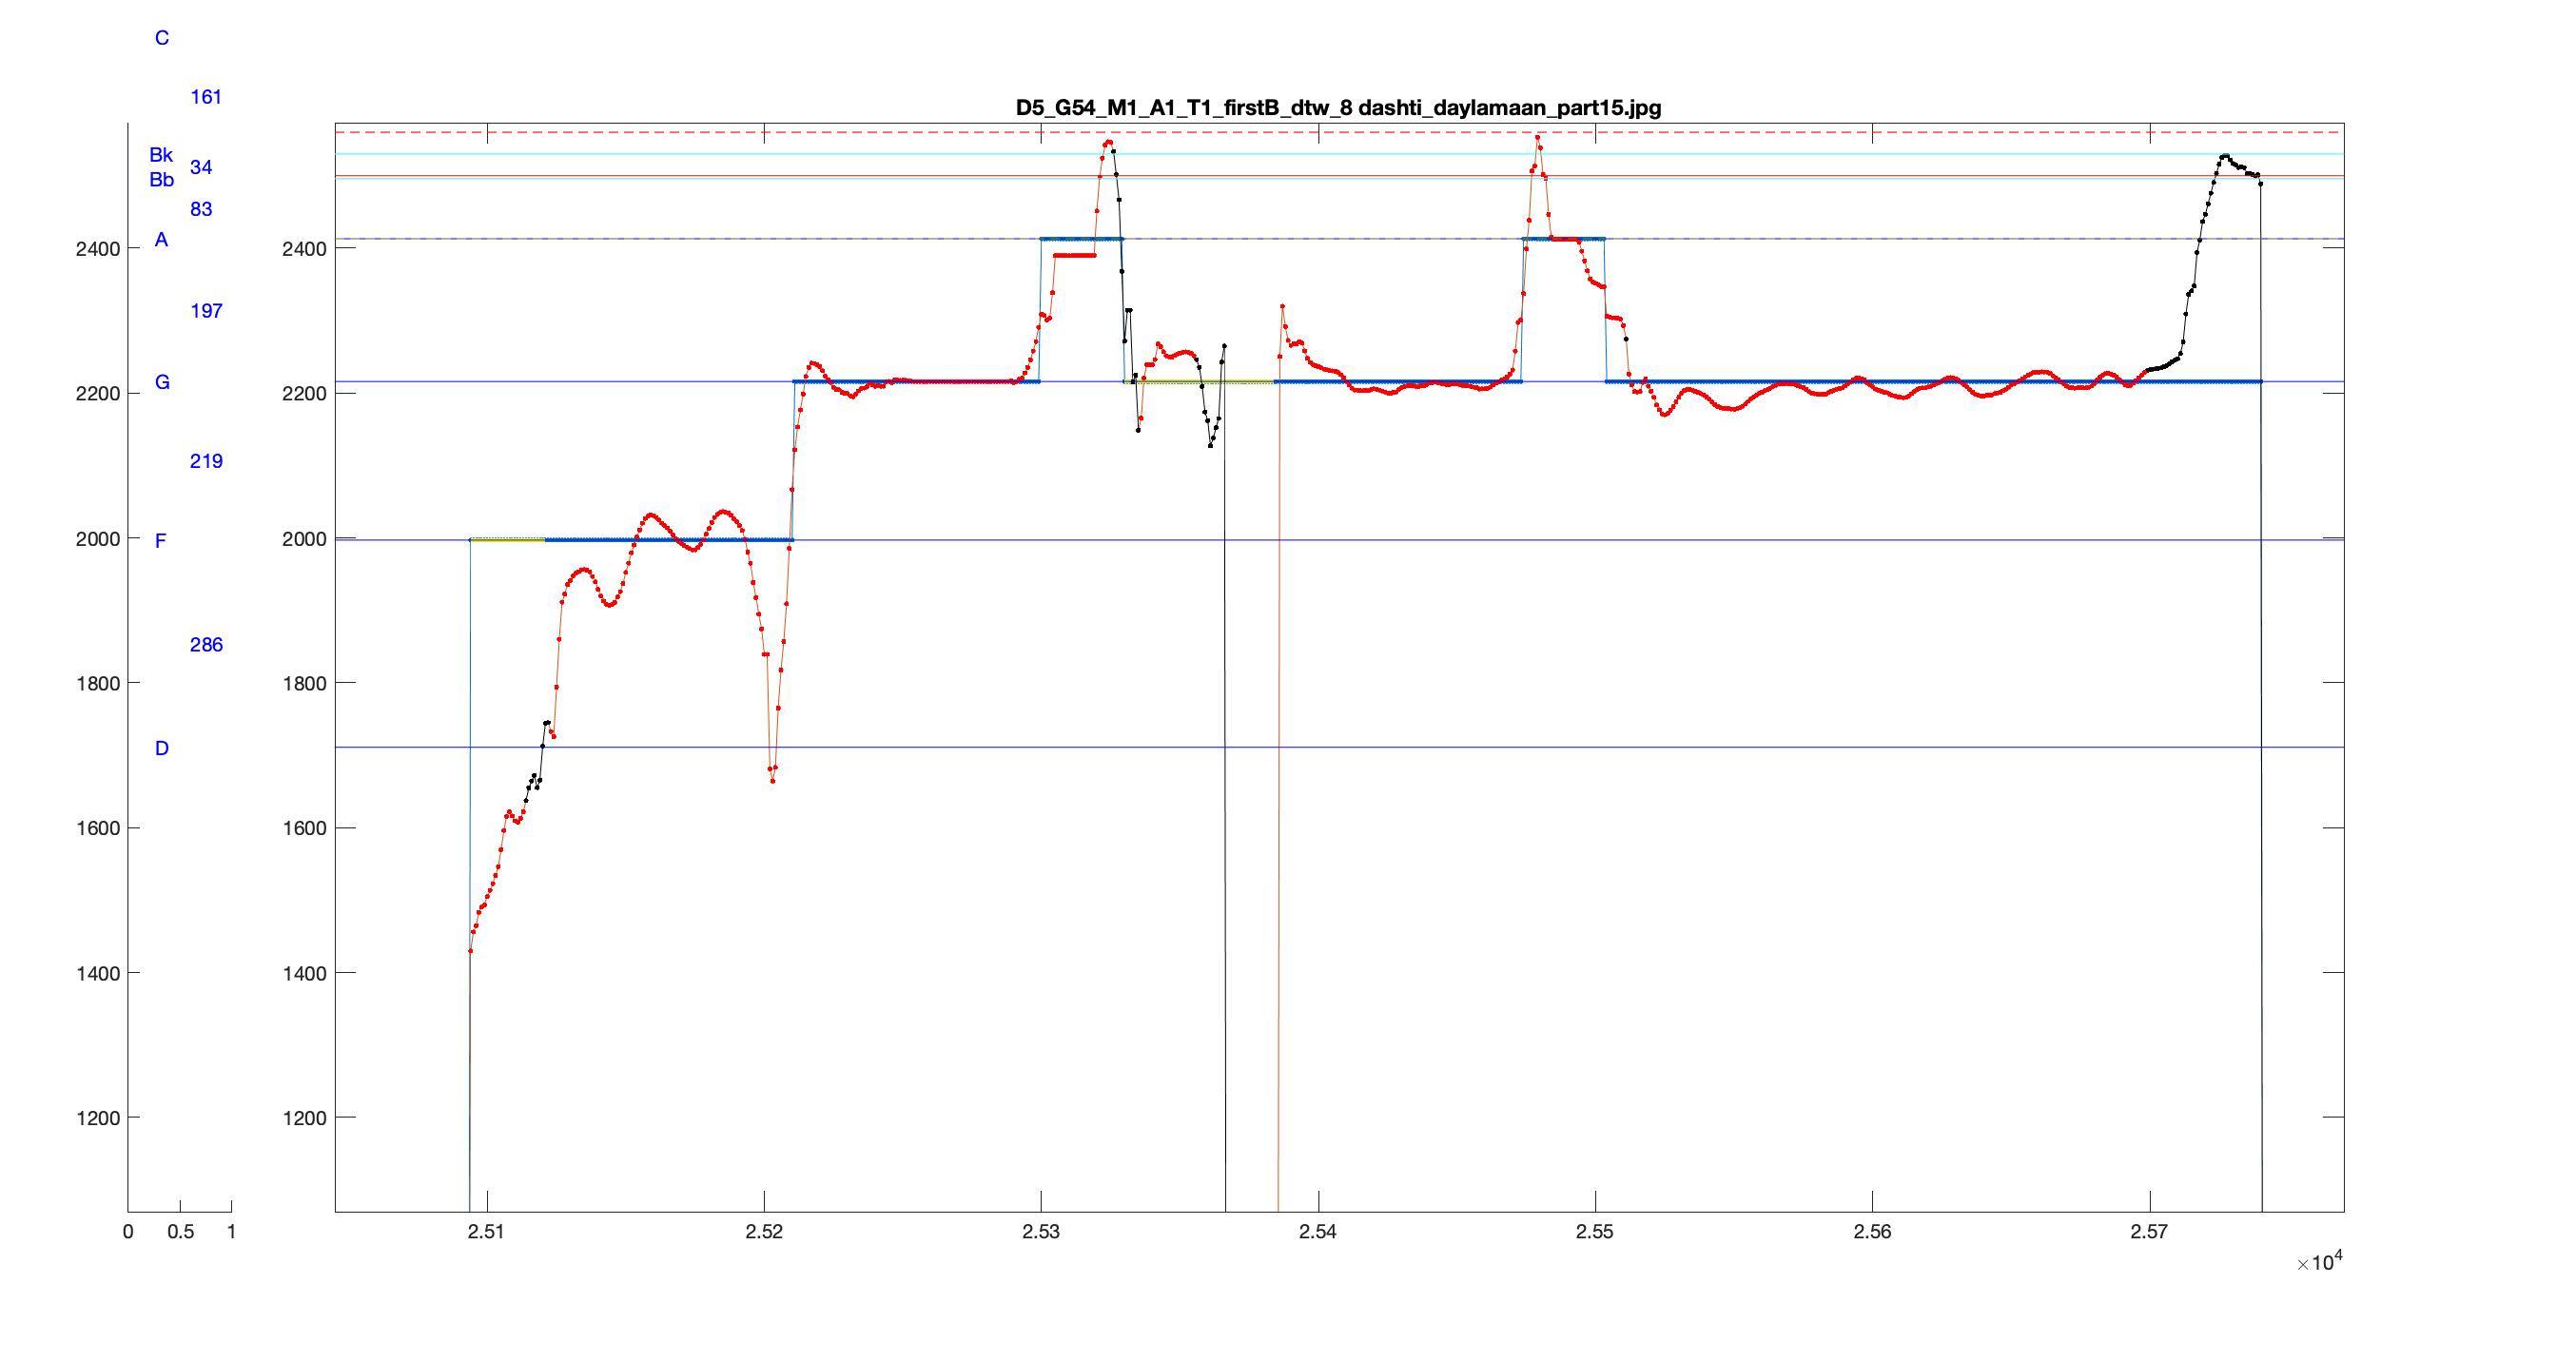 C
161
D5_G54_M1_A1_T1_firstB_dtw_8 dashti_daylamaan_part15.jpg
Bk
34
Bb
83
A
2400
2400
197
G
2200
2200
219
F
2000
2000
286
1800
1800
D
1600
1600
1400
1400
1200
1200
0 0.5 1
2.51 2.52 2.53 2.54 2.55 2.56 2.57
×10^4